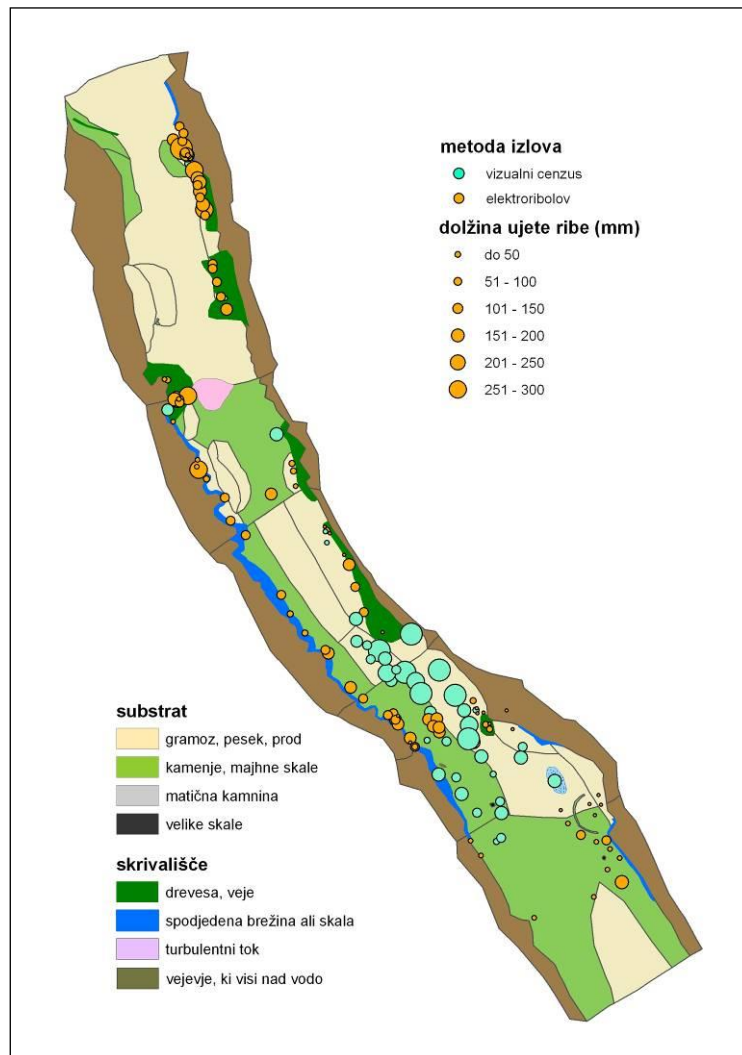 metoda izlova
vizualni cenzus
elektroribolov
dolžina ujete ribe (mm)
do 50
51 - 100
101 - 150
151 - 200
201 - 250
251 - 300
substrat
gramoz, pesek, prod
kamenje, majhne skale
matična kamnina
velike skale
skrivališče
drevesa, veje
spodjedena brežina ali skala
turbulentni tok
vejevje, ki visi nad vodo